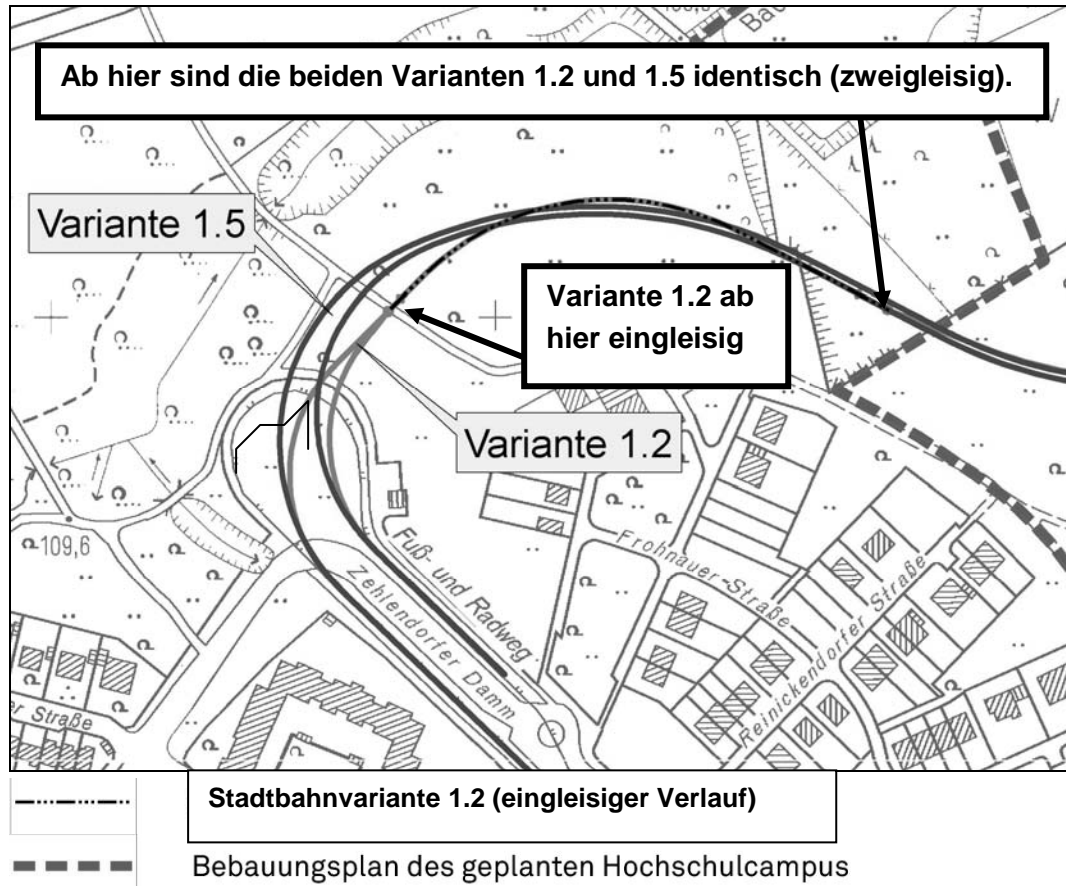 Bau
Ab hier sind die beiden Varianten 1.2 und 1.5 identisch (zweigleisig).
Variante 1.5
Variante 1.2 ab
hier eingleisig
Variante 1.2
109,6
Fuß- und Radweg
Zehlendorfer Damm
Frohnauer-Straße
Reinickendorfer Straße
er Straße
Stadtbahnvariante 1.2 (eingleisiger Verlauf)
Bebauungsplan des geplanten Hochschulcampus